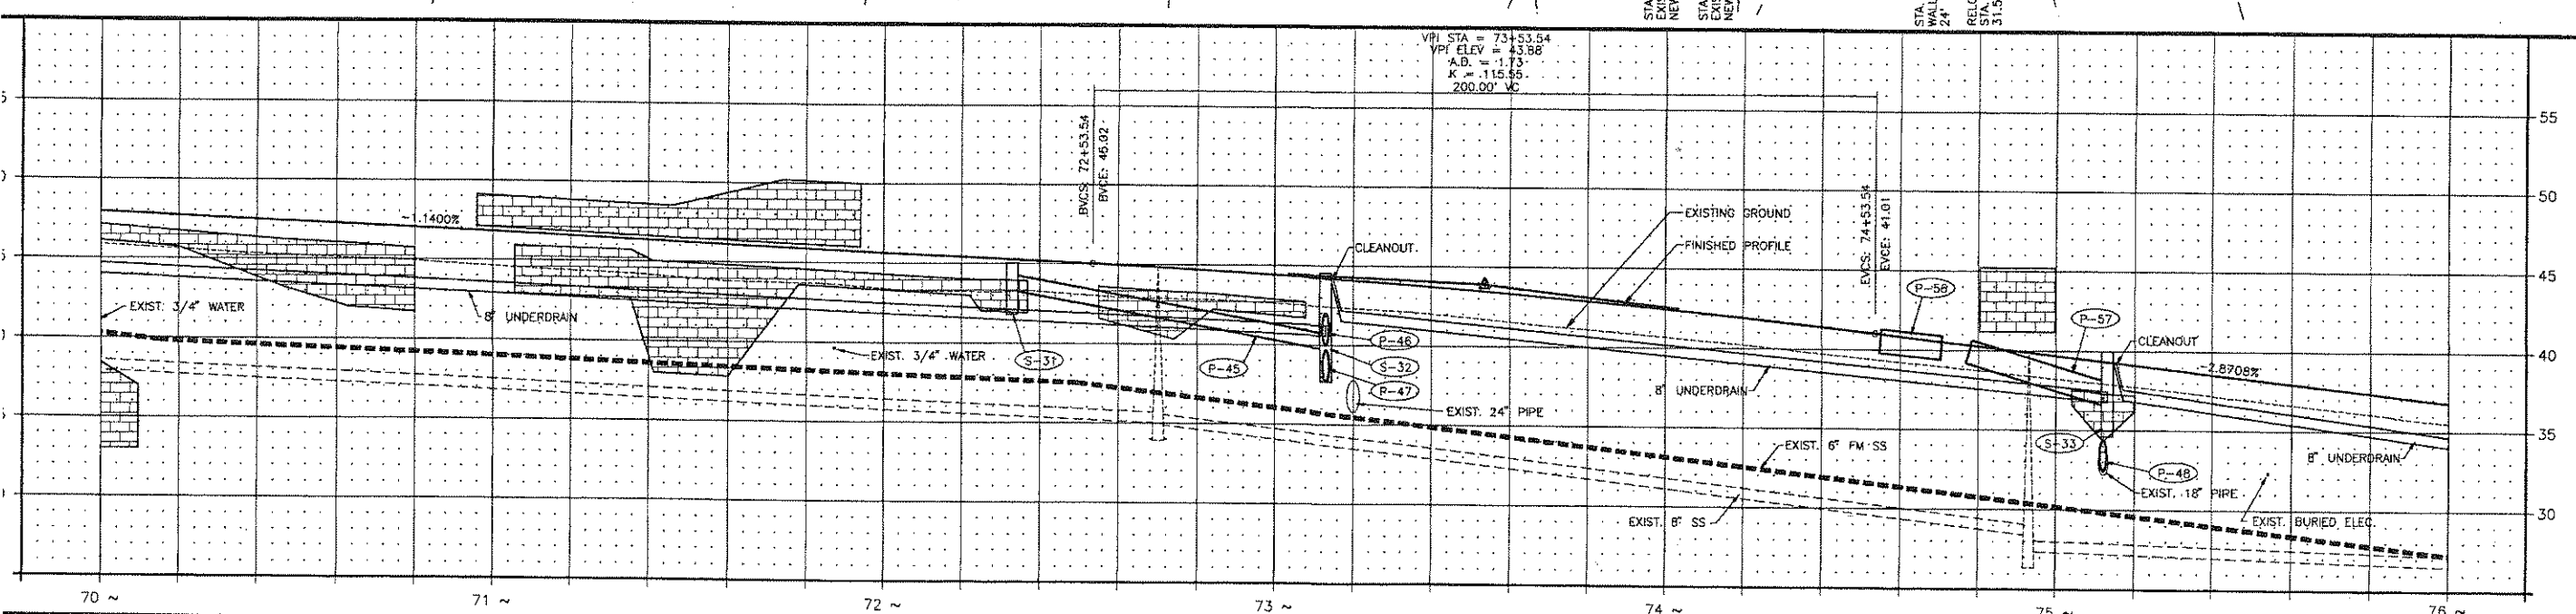 STA.
WALL
24'
VPI STA = 73+53.54
VPI ELEV = 43.88
A.D. = -1.73
K = 115.55
200.00' VC
BVCS: 72+53.54
BVCE: 45.02
EVCS: 74+53.54
EVCE: 41.01
55
50
45
40
35
30
-1.1400%
EXISTING GROUND
FINISHED PROFILE
CLEANOUT
P-58
P-57
CLEANOUT
-2.8708%
EXIST. 3/4" WATER
8" UNDERDRAIN
EXIST. 3/4" WATER
S-31
P-45
P-46
S-32
P-47
EXIST. 24" PIPE
8" UNDERDRAIN
EXIST. 6" FM SS
EXIST. 8" SS
S-33
P-48
EXIST. 18" PIPE
8" UNDERDRAIN
EXIST. BURIED ELEC.
70 ~
71 ~
72 ~
73 ~
74 ~
75 ~
76 ~